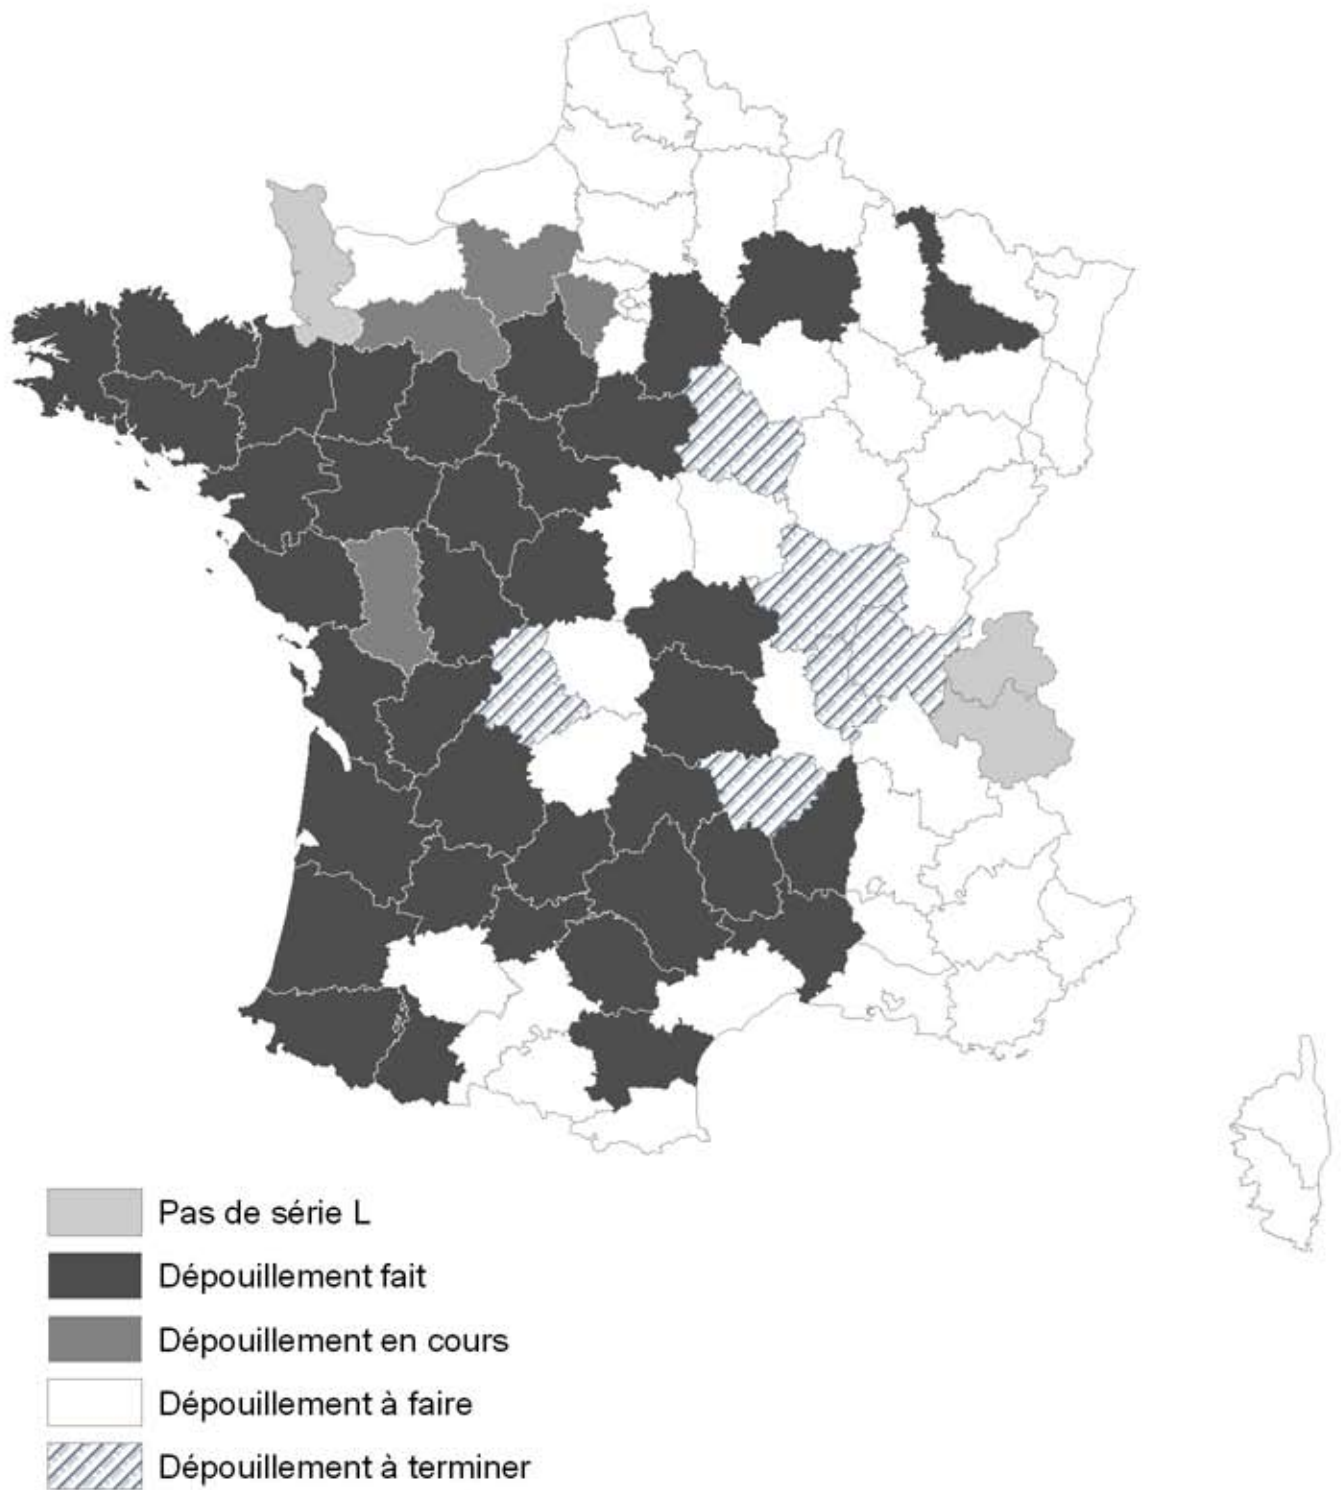 Pas de série L
Dépouillement fait
Dépouillement en cours
Dépouillement à faire
Dépouillement à terminer